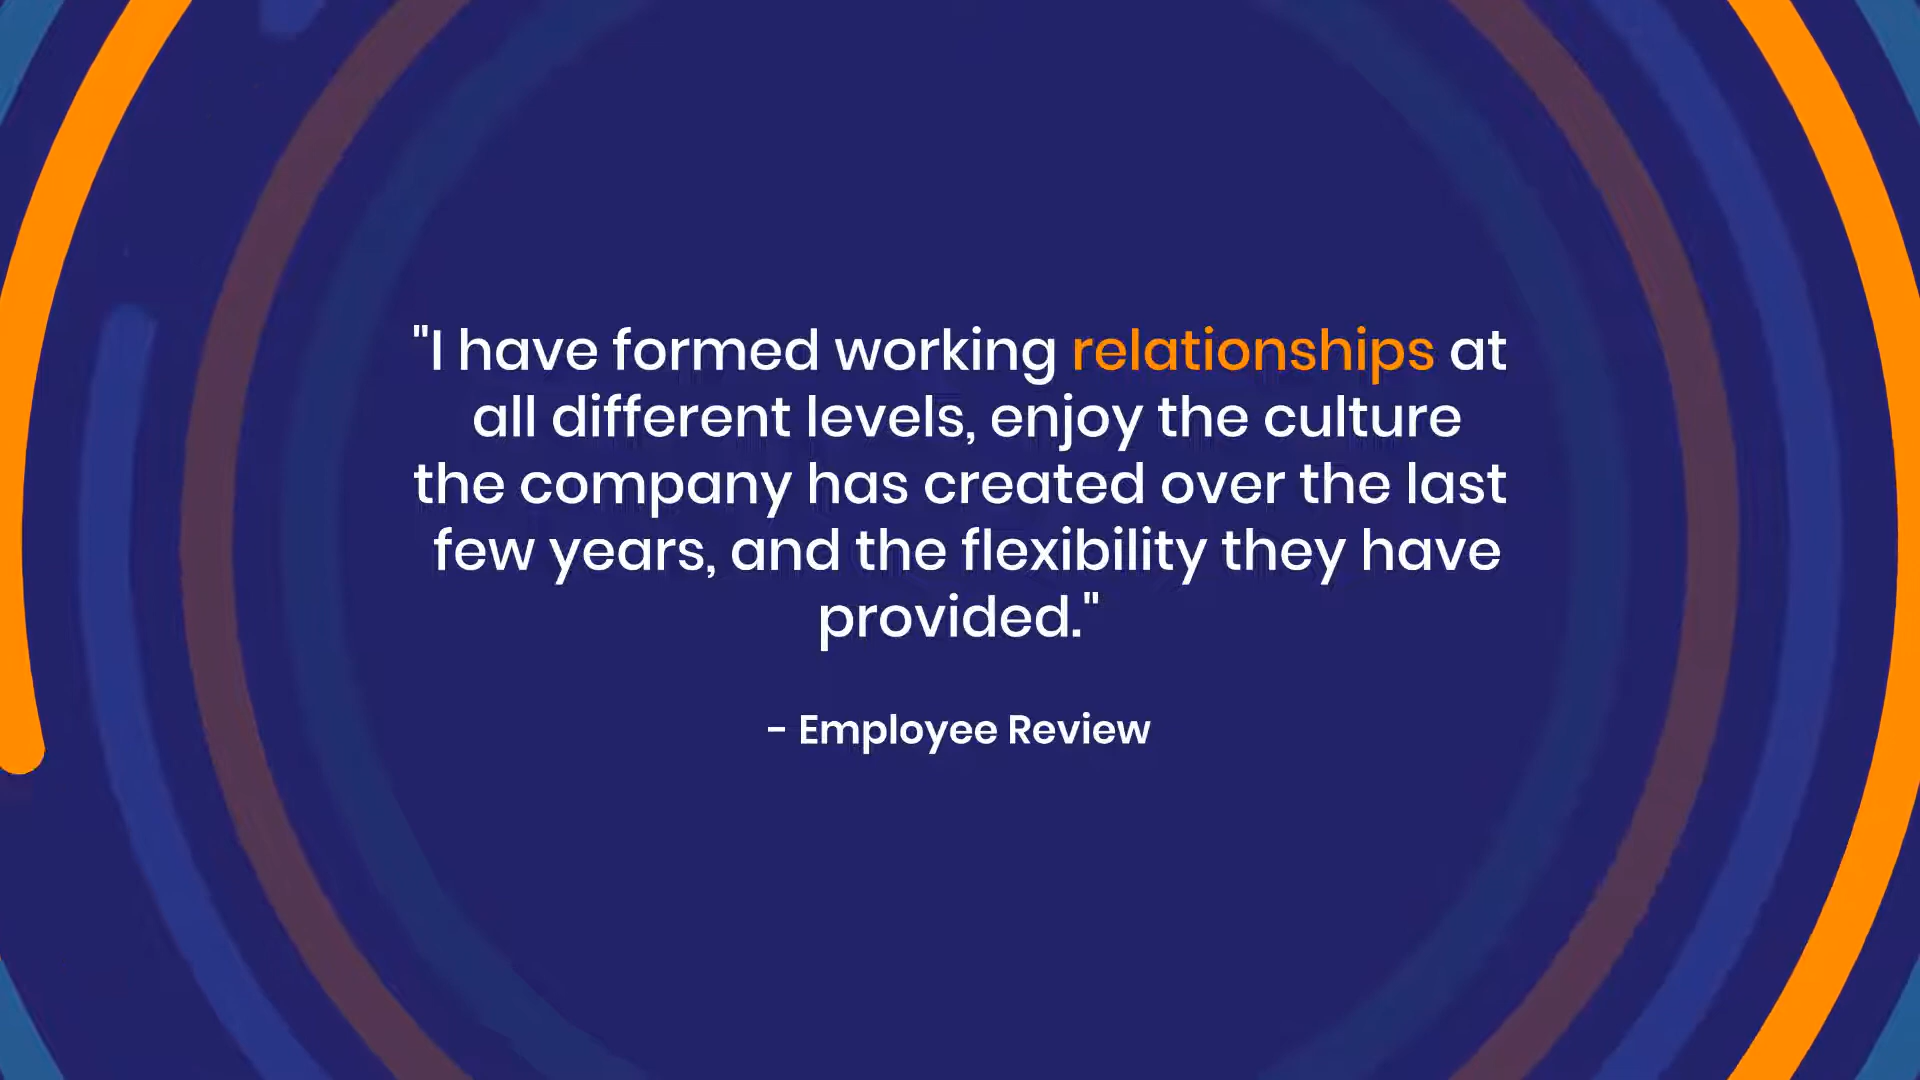 "I have formed working relationships at
all different levels, enjoy the culture
the company has created over the last
few years, and the flexibility they have
provided."
- Employee Review